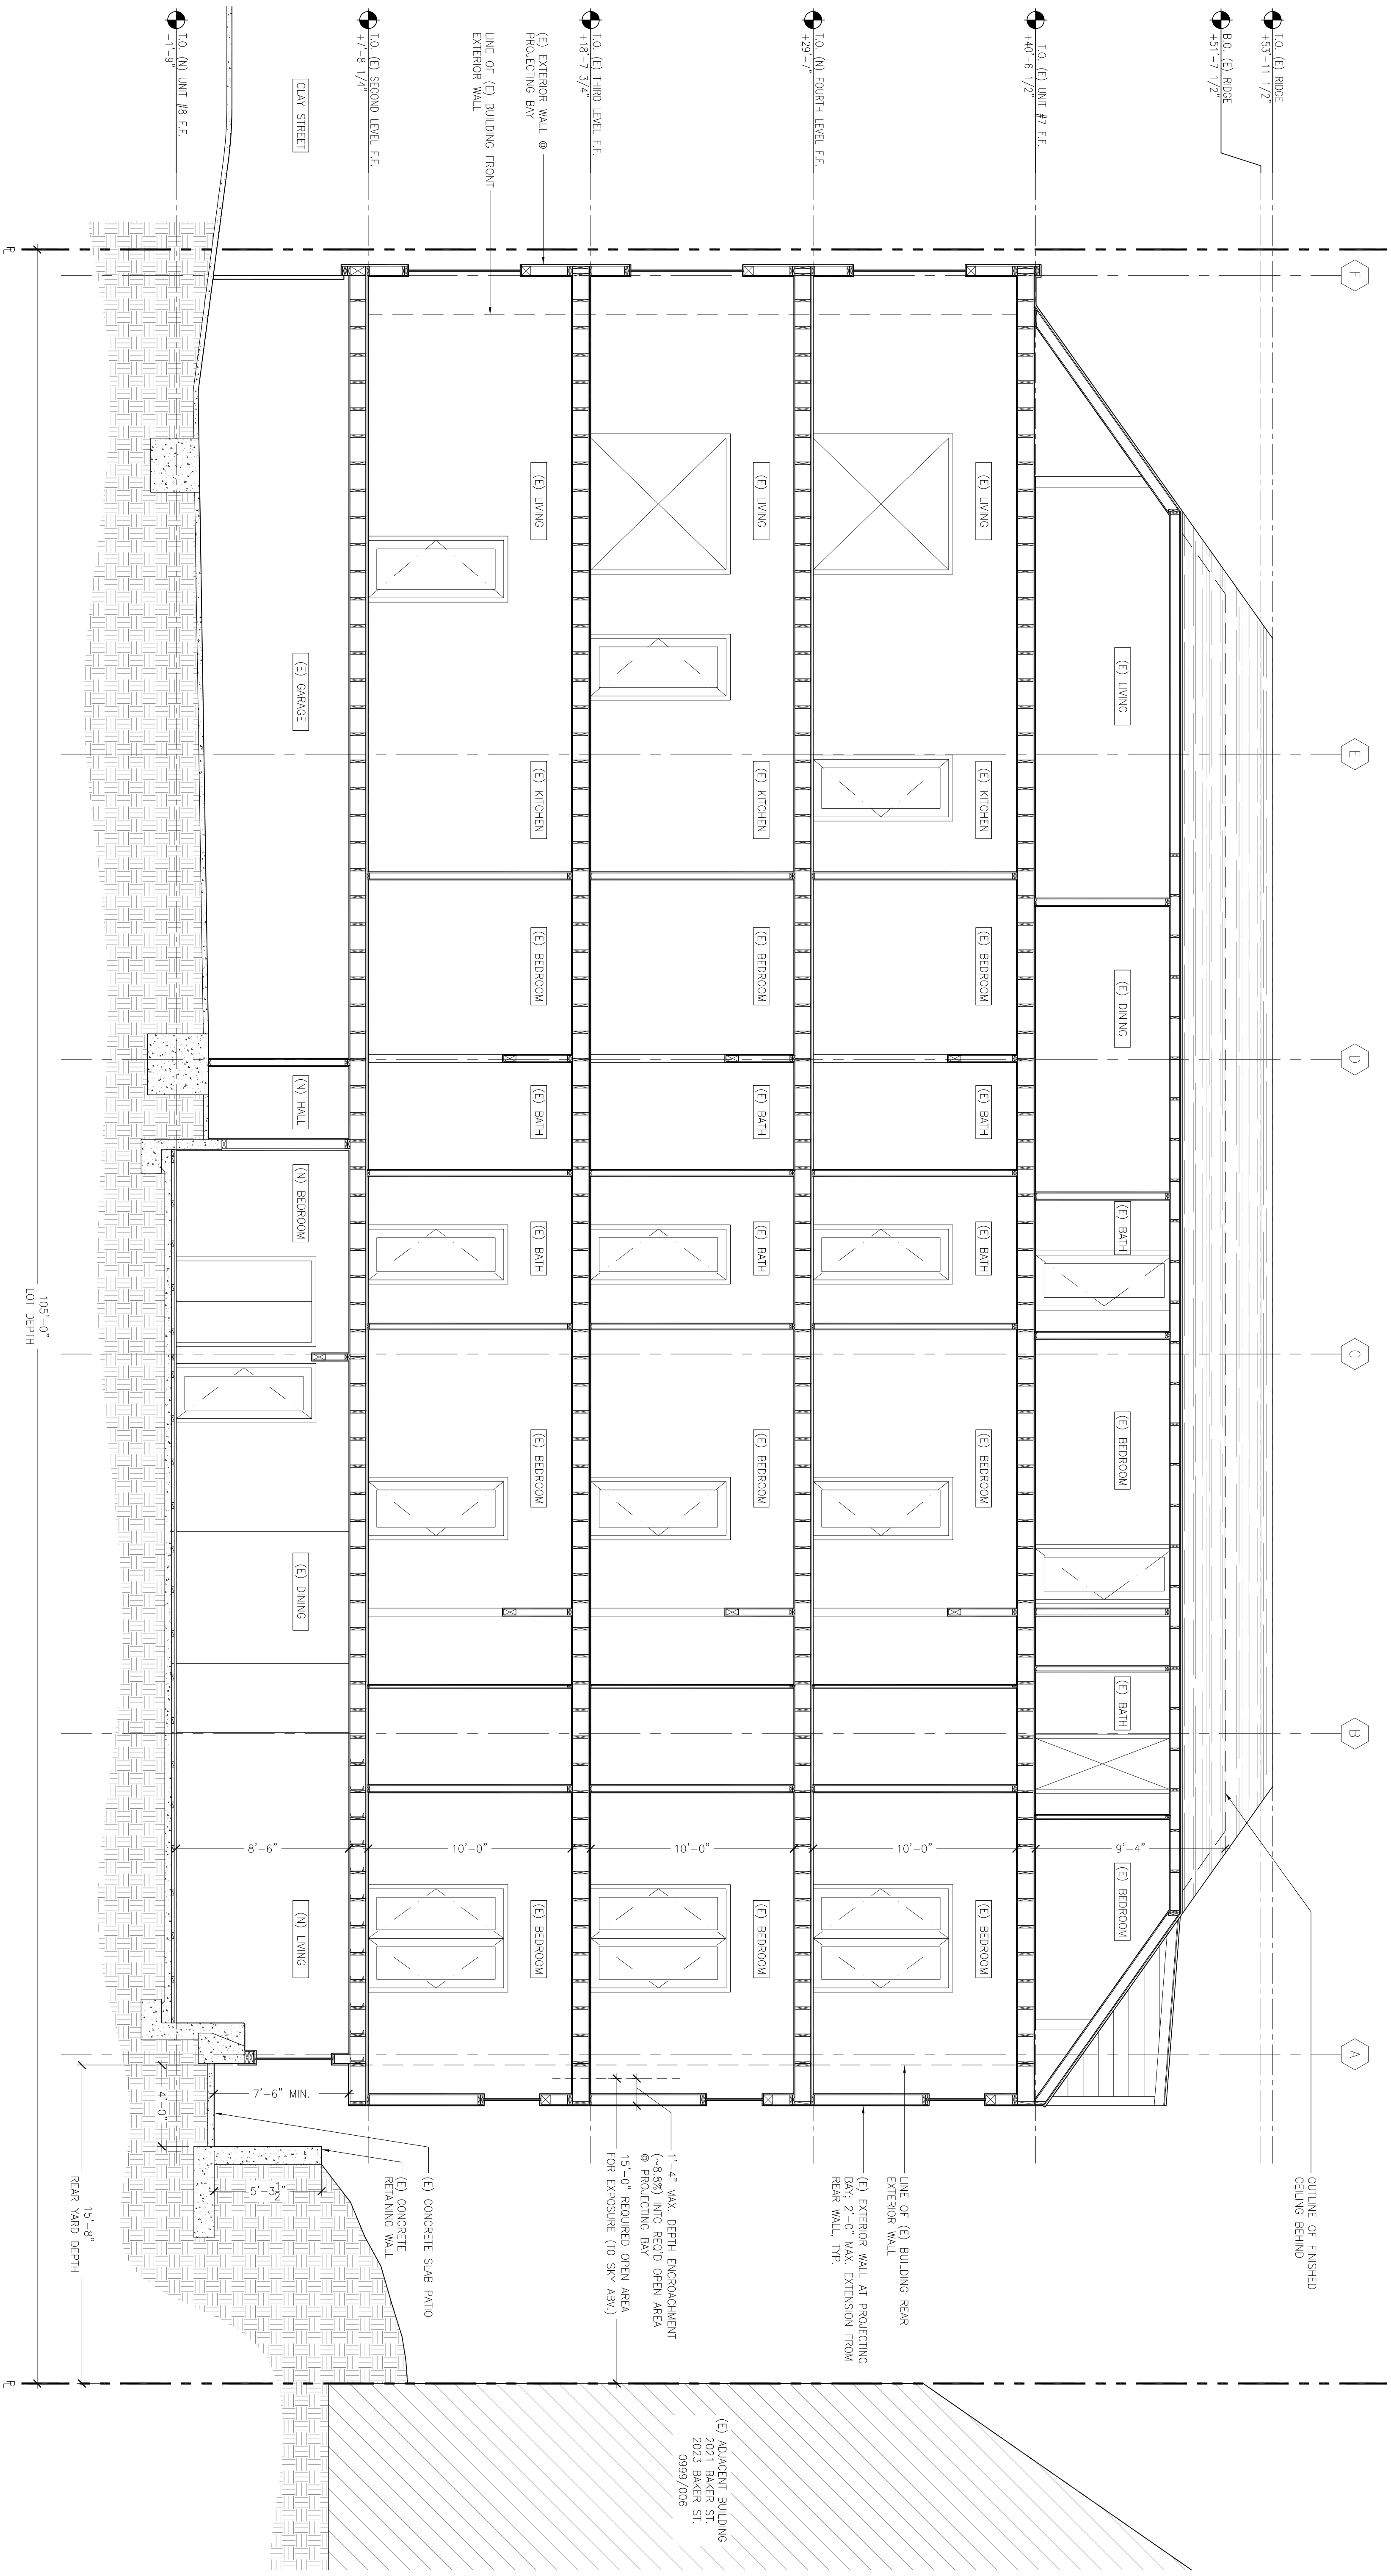 T.O. (E) RIDGE
+53'-11 1/2"
B.O. (E) RIDGE
+51'-7 1/2"
T.O. (E) UNIT #7 F.F.
+40'-6 1/2"
T.O. (N) FOURTH LEVEL F.F.
+29'-7"
T.O. (E) THIRD LEVEL F.F.
+18'-7 3/4"
T.O. (E) SECOND LEVEL F.F.
+7'-8 1/4"
T.O. (N) UNIT #8 F.F.
-1'-9"
(E) EXTERIOR WALL @
PROJECTING BAY
LINE OF (E) BUILDING FRONT
EXTERIOR WALL
CLAY STREET
F
E
D
C
B
A
(E) LIVING
(E) DINING
(E) BATH
(E) BEDROOM
(E) BATH
(E) BEDROOM
9'-4"
(E) LIVING
(E) KITCHEN
(E) BEDROOM
(E) BATH
(E) BATH
(E) BEDROOM
(E) BEDROOM
10'-0"
(E) LIVING
(E) KITCHEN
(E) BEDROOM
(E) BATH
(E) BATH
(E) BEDROOM
(E) BEDROOM
10'-0"
(E) LIVING
(E) KITCHEN
(E) BEDROOM
(E) BATH
(E) BATH
(E) BEDROOM
(E) BEDROOM
10'-0"
(E) GARAGE
(N) HALL
(N) BEDROOM
(E) DINING
(N) LIVING
8'-6"
OUTLINE OF FINISHED
CEILING BEHIND
LINE OF (E) BUILDING REAR
EXTERIOR WALL
(E) EXTERIOR WALL AT PROJECTING
BAY; 2'-0" MAX. EXTENSION FROM
REAR WALL, TYP.
1'-4" MAX. DEPTH ENCROACHMENT
(~8.8%) INTO REQ'D OPEN AREA
@ PROJECTING BAY
15'-0" REQUIRED OPEN AREA
FOR EXPOSURE (TO SKY ABV.)
(E) CONCRETE SLAB PATIO
(E) CONCRETE
RETAINING WALL
7'-6" MIN.
4'-0"
5'-3 1/2"
15'-8"
REAR YARD DEPTH
(E) ADJACENT BUILDING
2021 BAKER ST.
2023 BAKER ST.
0999/006
105'-0"
LOT DEPTH
PL
PL